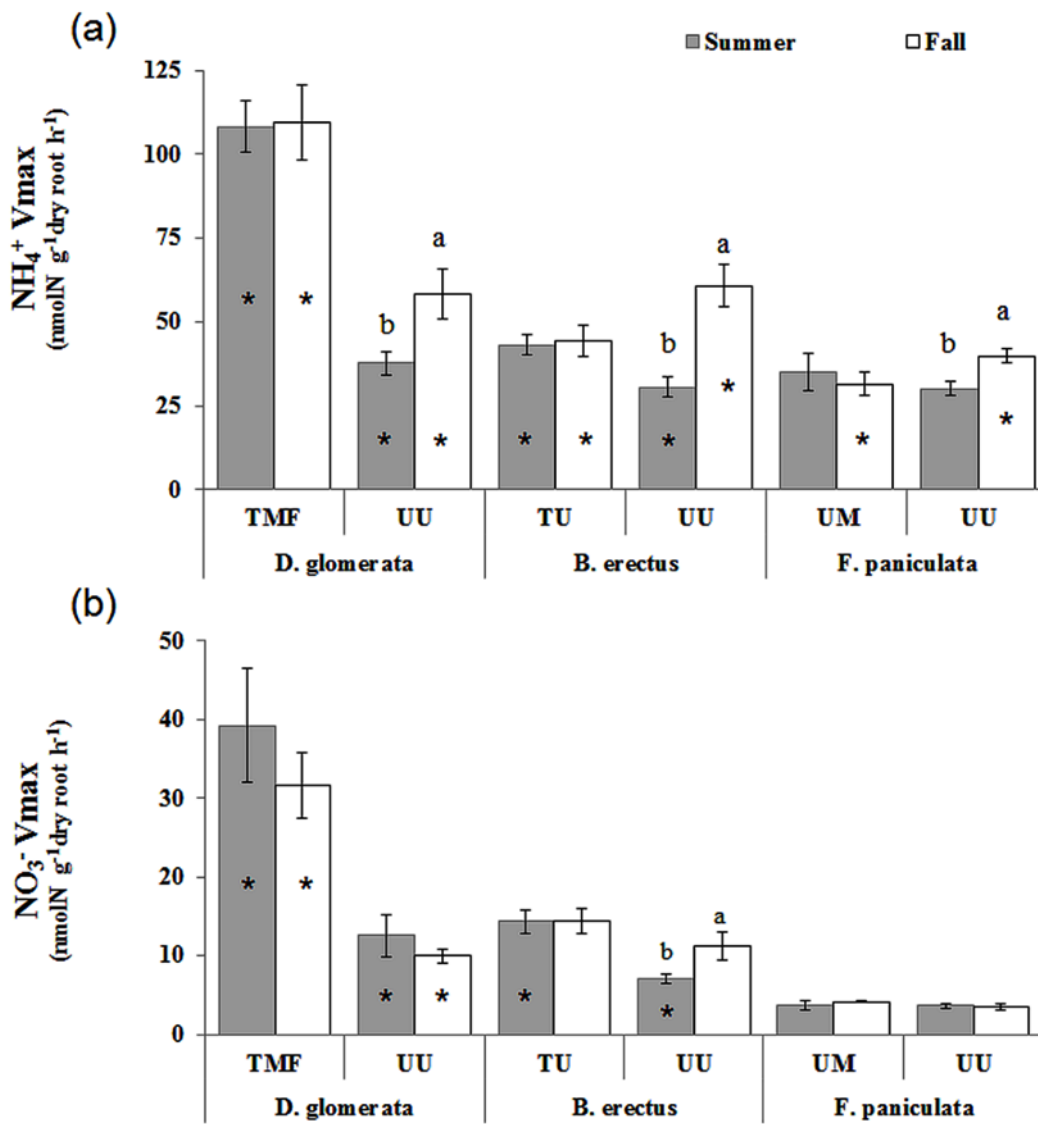 (a)
Summer Fall
NH₄⁺ Vmax
(nmolN g⁻¹dry root h⁻¹)
125
100
75
50
25
0
a
a
a
b
b
b
* * * * * * * * * *
TMF UU TU UU UM UU
D. glomerata B. erectus F. paniculata
(b)
NO₃- Vmax
(nmolN g⁻¹dry root h⁻¹)
50
40
30
20
10
0
a
b
* * * * * *
TMF UU TU UU UM UU
D. glomerata B. erectus F. paniculata